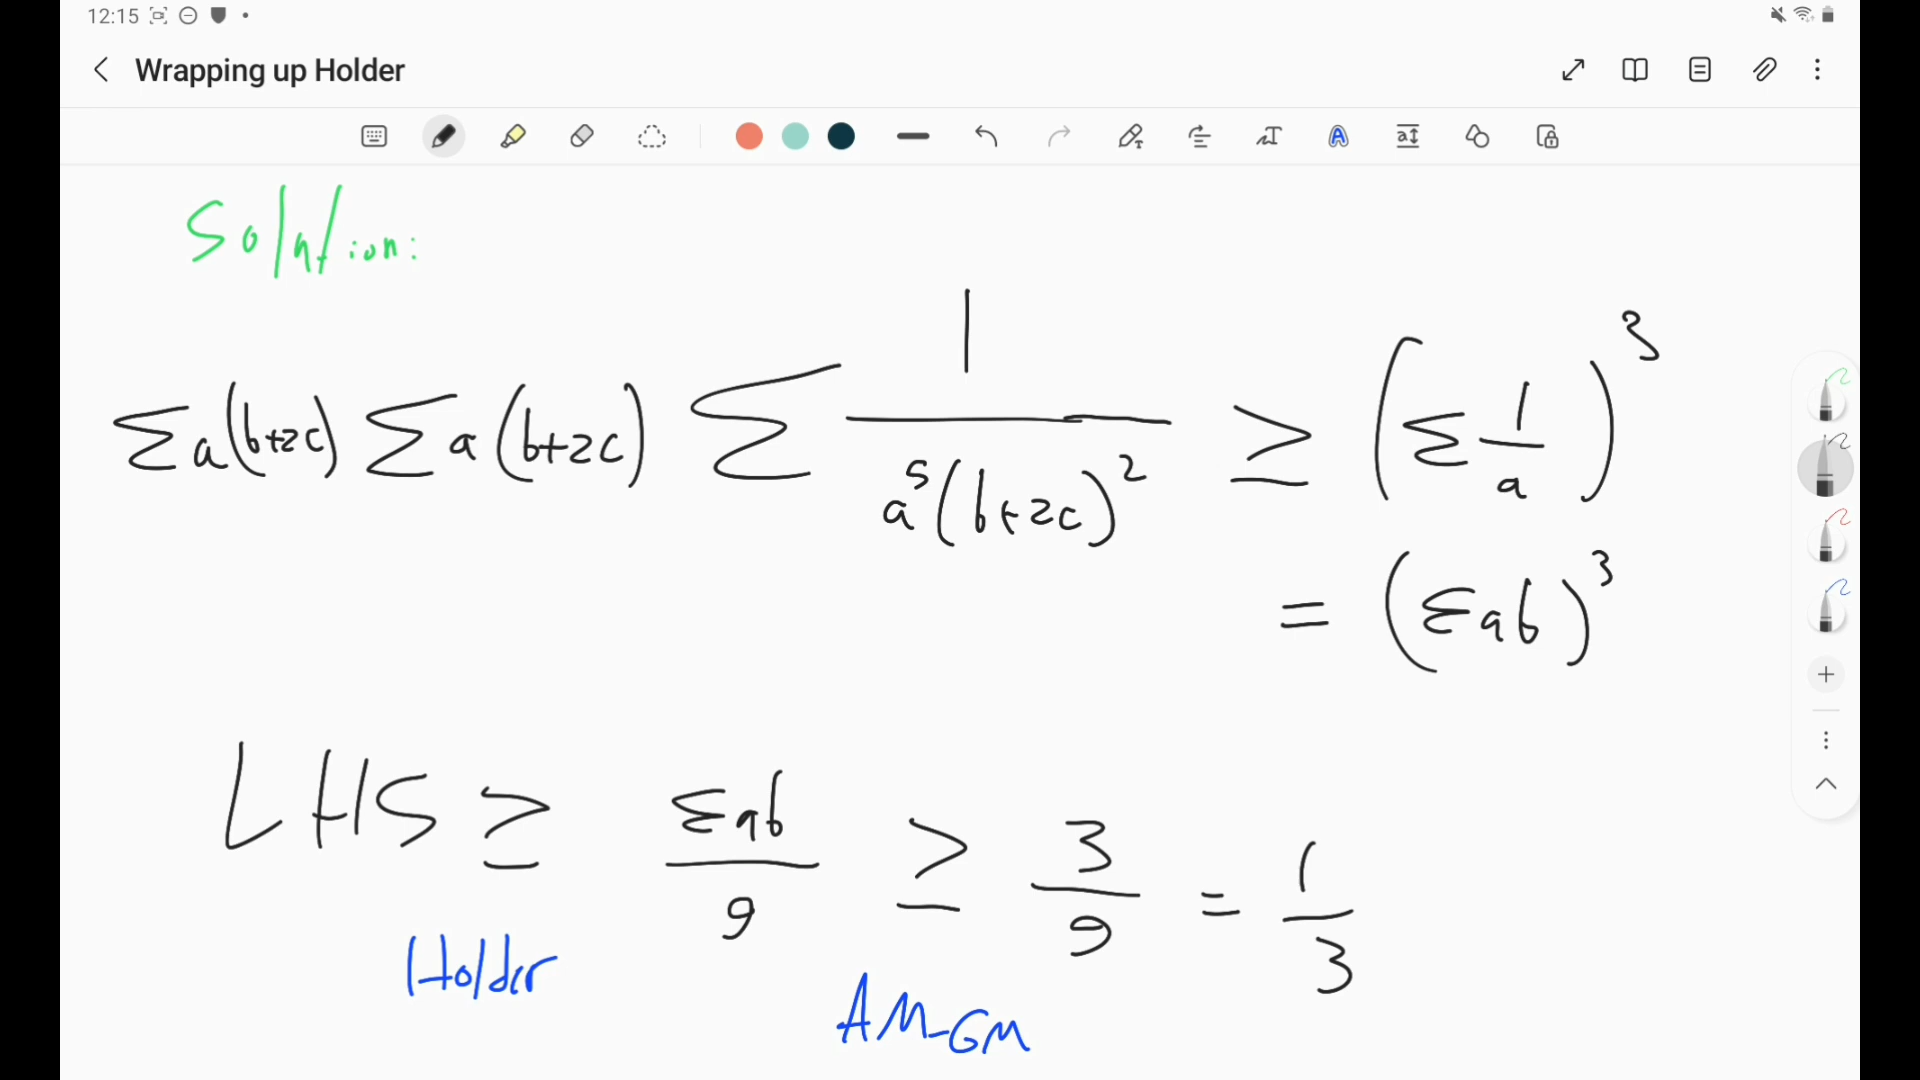 12:15
Wrapping up Holder
Solution:
Σa(b+2c) Σa(b+2c) Σ 1/(a^5(b+2c)^2) ≥ (Σ 1/a)^3
= (Σab)^3
LHS ≥ Σab/9 ≥ 3/9 = 1/3
Holder
AM-GM